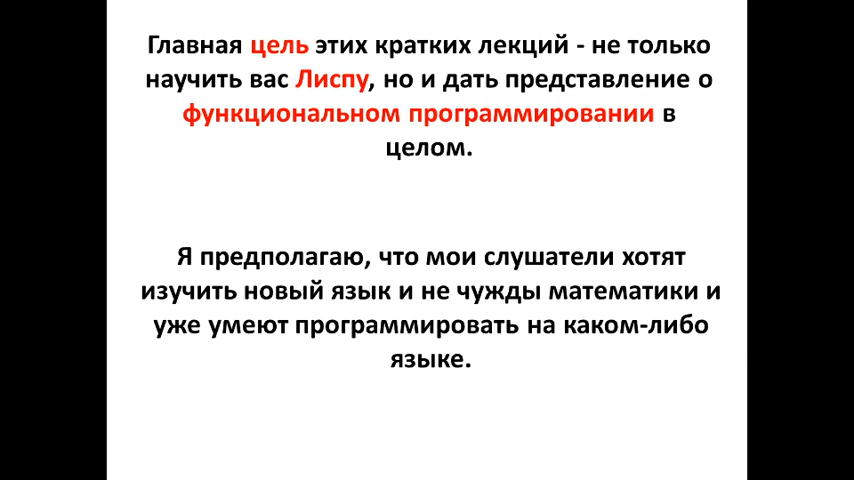 Главная цель этих кратких лекций - не только
научить вас Лиспу, но и дать представление о
функциональном программировании в
целом.
Я предполагаю, что мои слушатели хотят
изучить новый язык и не чужды математики и
уже умеют программировать на каком-либо
языке.